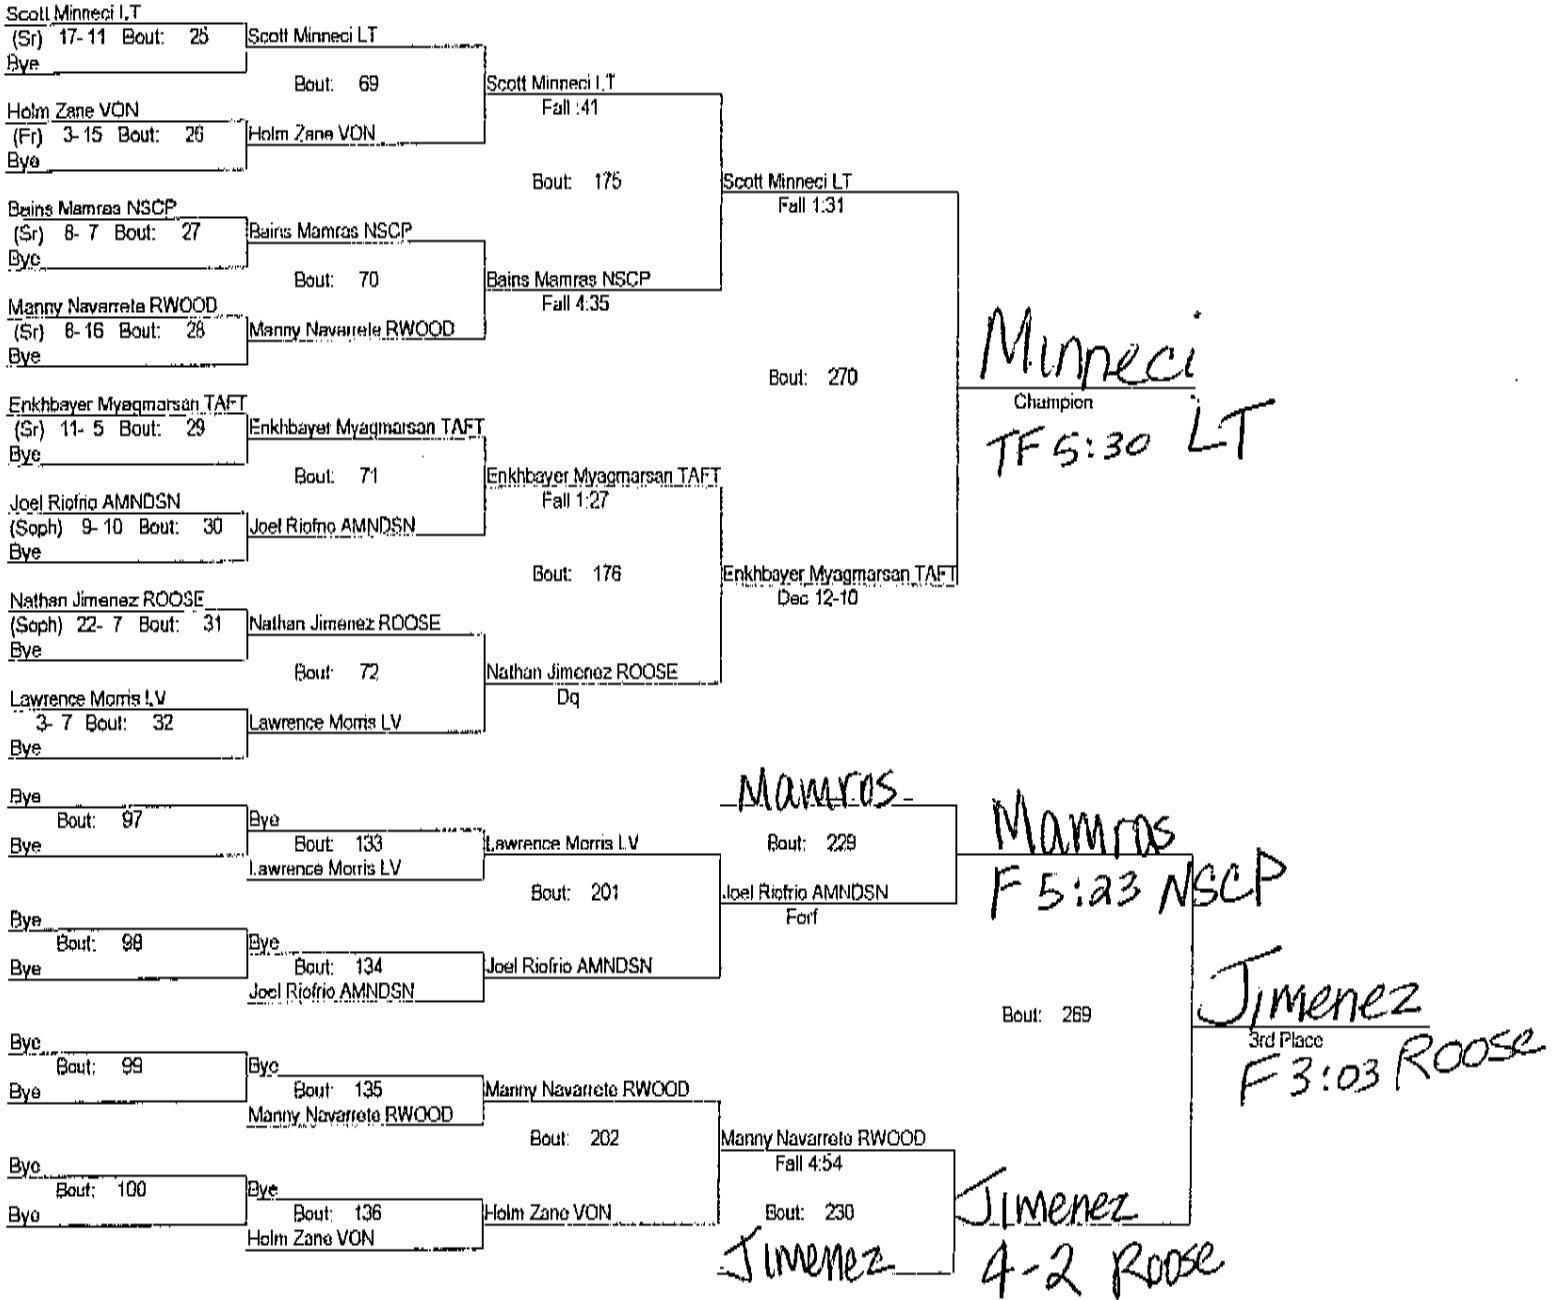 Scott Minneci LT
(Sr) 17-11 Bout: 25
Bye
Scott Minneci LT
Bout: 69
Holm Zane VON
(Fr) 3-15 Bout: 26
Bye
Holm Zane VON
Scott Minneci LT
Fall :41
Bout: 175
Bains Mamras NSCP
(Sr) 8-7 Bout: 27
Bye
Bains Mamras NSCP
Bout: 70
Manny Navarrete RWOOD
(Sr) 6-16 Bout: 28
Bye
Manny Navarrete RWOOD
Bains Mamras NSCP
Fall 4:35
Scott Minneci LT
Fall 1:31
Bout: 270
Enkhbayer Myagmarsan TAFT
(Sr) 11-5 Bout: 29
Bye
Enkhbayer Myagmarsan TAFT
Bout: 71
Joel Riofrio AMNDSN
(Soph) 9-10 Bout: 30
Bye
Joel Riofrio AMNDSN
Enkhbayer Myagmarsan TAFT
Fall 1:27
Bout: 176
Nathan Jimenez ROOSE
(Soph) 22-7 Bout: 31
Bye
Nathan Jimenez ROOSE
Bout: 72
Lawrence Morris LV
3-7 Bout: 32
Bye
Lawrence Morris LV
Nathan Jimenez ROOSE
Dq
Enkhbayer Myagmarsan TAFT
Dec 12-10
Minneci
Champion
TF 5:30 LT
Bye
Bout: 97
Bye
Bye
Bout: 133
Lawrence Morris LV
Lawrence Morris LV
Bout: 201
Bye
Bout: 98
Bye
Bye
Bout: 134
Joel Riofrio AMNDSN
Joel Riofrio AMNDSN
Mamros
Bout: 229
Joel Riofrio AMNDSN
Forf
Mamras
F 5:23 NSCP
Bout: 269
Bye
Bout: 99
Bye
Bye
Bout: 135
Manny Navarrete RWOOD
Manny Navarrete RWOOD
Bout: 202
Bye
Bout: 100
Bye
Bye
Bout: 136
Holm Zane VON
Holm Zane VON
Manny Navarrete RWOOD
Fall 4:54
Bout: 230
Jimenez
Jimenez
4-2 Roose
Jimenez
3rd Place
F 3:03 Roose